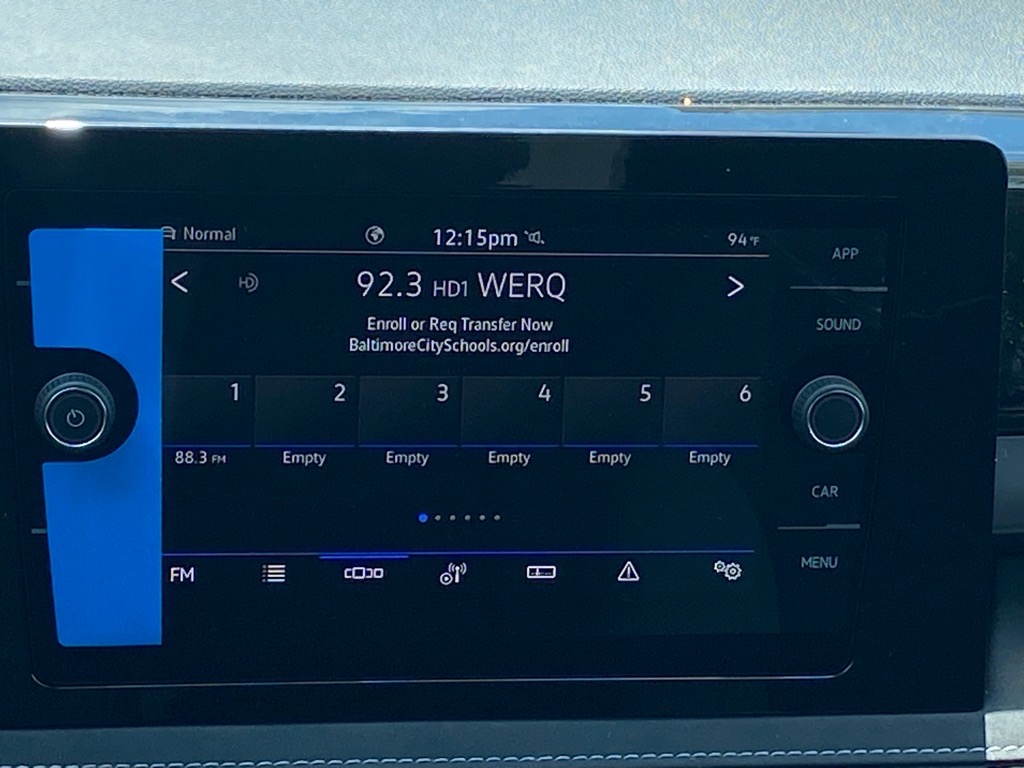 Normal
12:15pm
94°F
APP
HD
92.3 HD1 WERQ
SOUND
Enroll or Req Transfer Now
BaltimoreCitySchools.org/enroll
1 2 3 4 5 6
88.3 FM Empty Empty Empty Empty Empty
CAR
FM
MENU